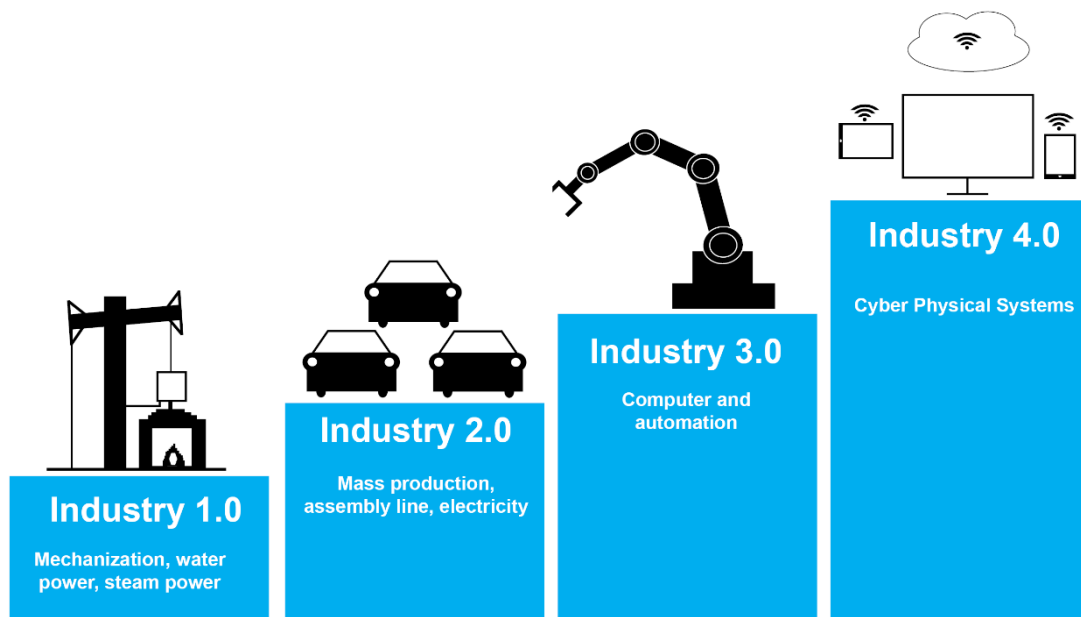 Industry 1.0
Mechanization, water
power, steam power
Industry 2.0
Mass production,
assembly line, electricity
Industry 3.0
Computer and
automation
Industry 4.0
Cyber Physical Systems